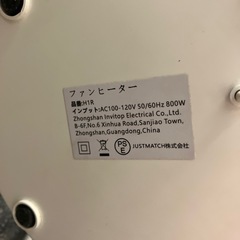 ファンヒーター
品番:H1R
インプット:AC100-120V 50/60Hz 800W
Zhongshan Invitop Electrical Co.,Ltd.
B-6F,No.6 Xinhua Road,Sanjiao Town,
Zhongshan,Guangdong,China
PSE JUSTMATCH株式会社